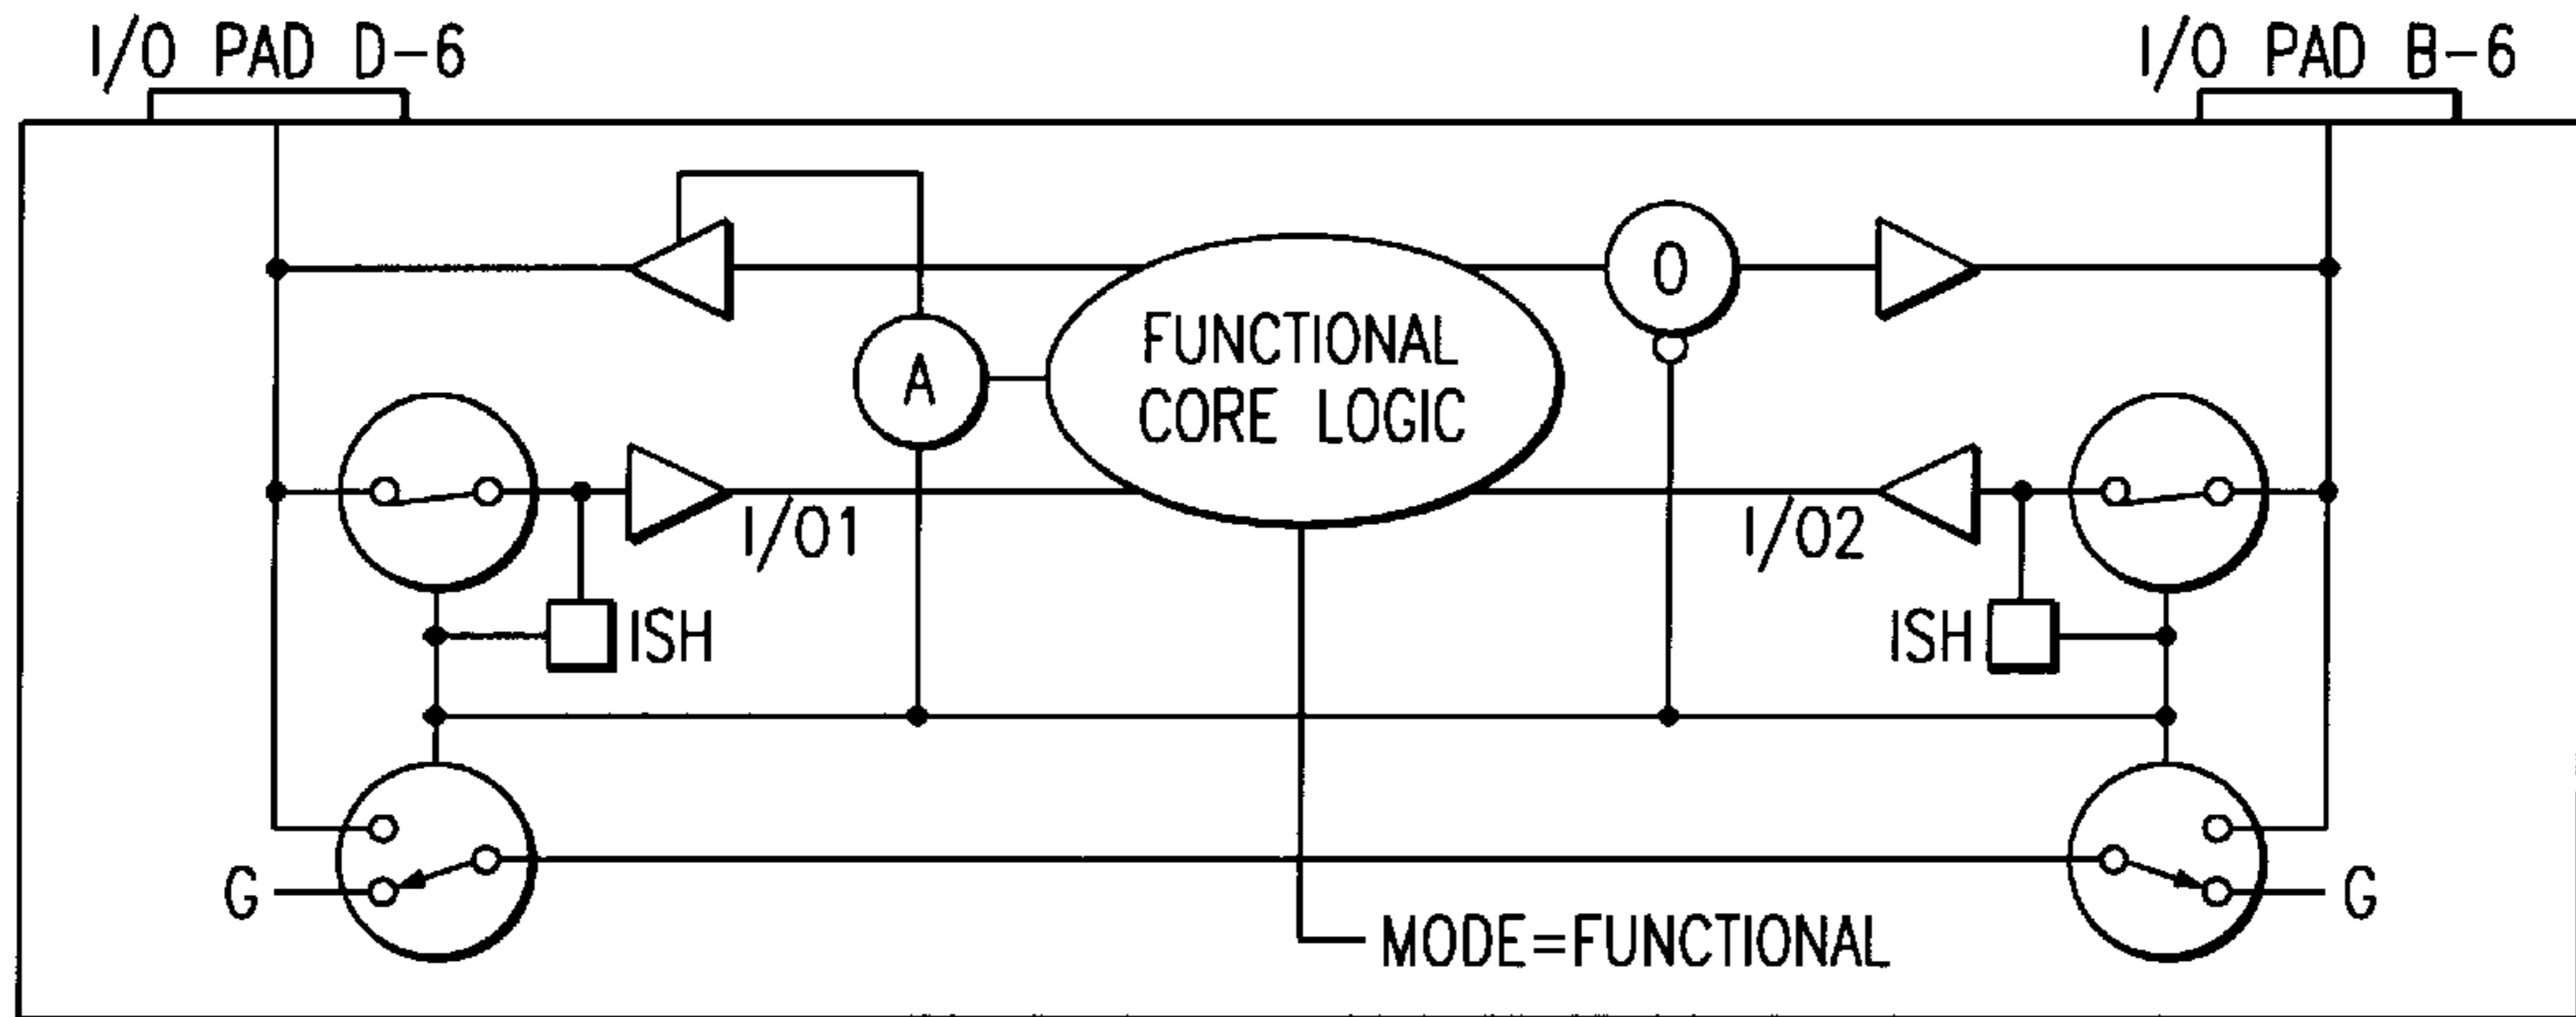 I/O PAD D-6
I/O PAD B-6
O
FUNCTIONAL
CORE LOGIC
A
I/O1
I/O2
ISH
ISH
G
G
MODE=FUNCTIONAL